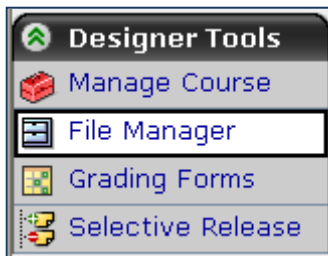 Designer Tools
Manage Course
File Manager
Grading Forms
Selective Release